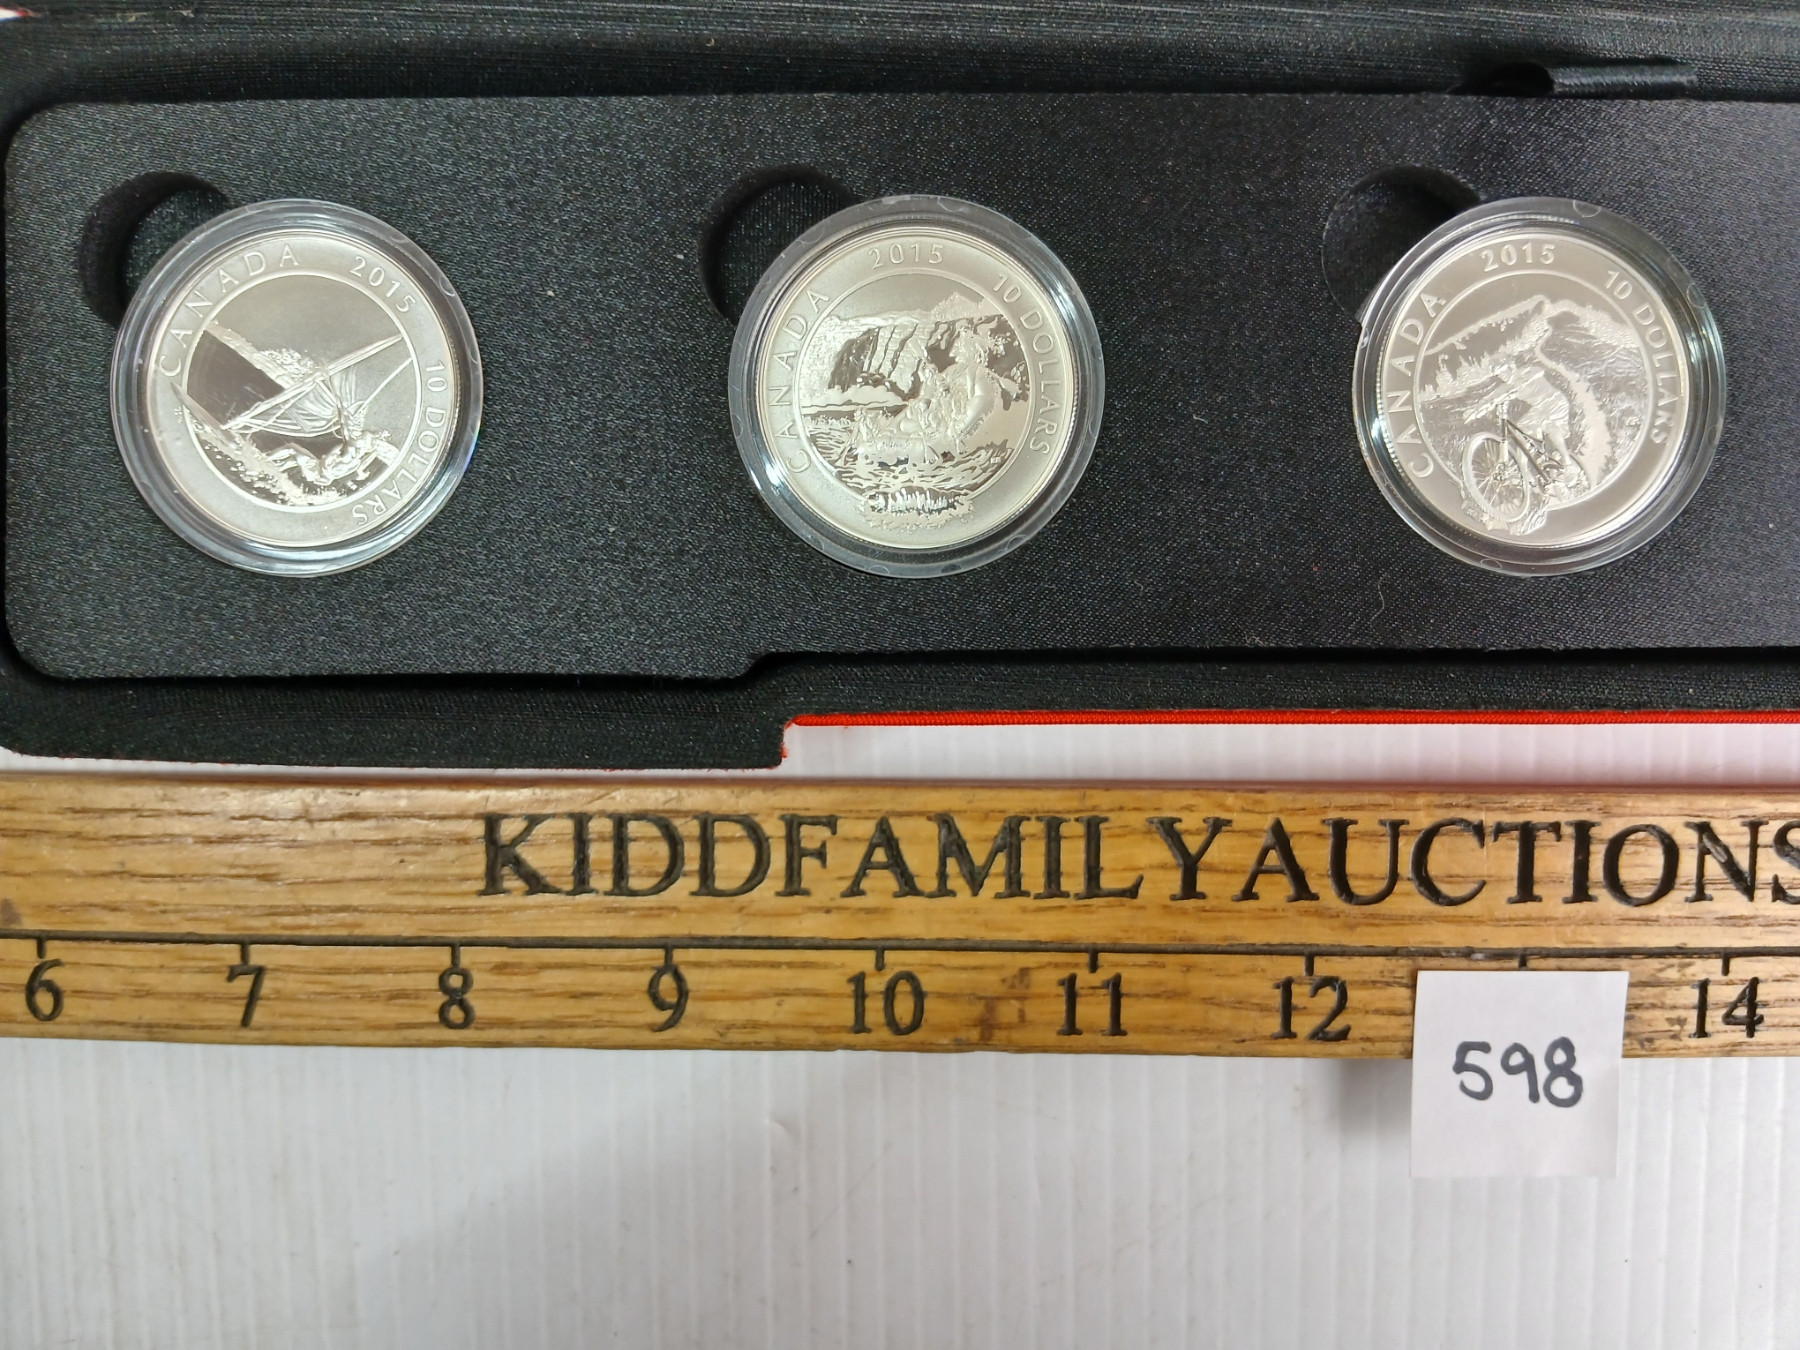 CANADA 2015 10 DOLLARS
CANADA 2015 10 DOLLARS
CANADA 2015 10 DOLLARS
KIDDFAMILYAUCTIONS
6 7 8 9 10 11 12 14
598